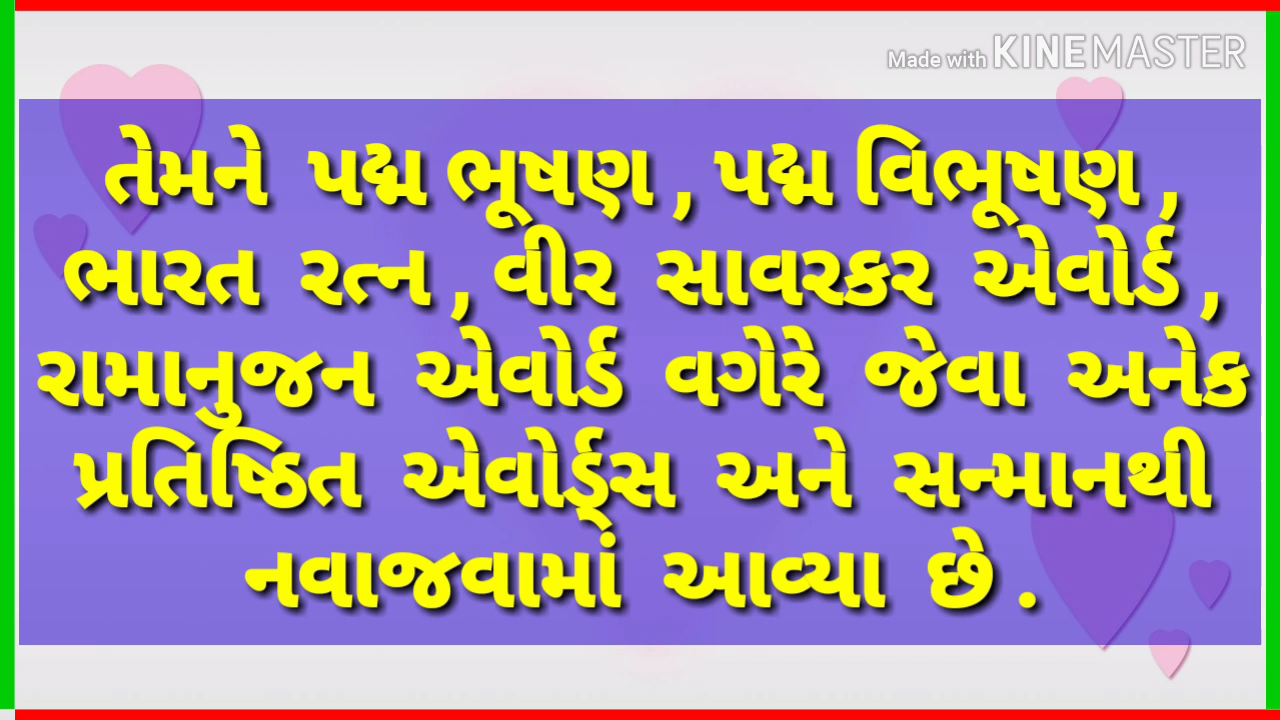 Made with KINEMASTER
તેમને પદ્મ ભૂષણ , પદ્મ વિભૂષણ ,
ભારત રત્ન , વીર સાવરકર એવોર્ડ ,
રામાનુજન એવોર્ડ વગેરે જેવા અનેક
પ્રતિષ્ઠિત એવોર્ડ્સ અને સન્માનથી
નવાજવામાં આવ્યા છે .